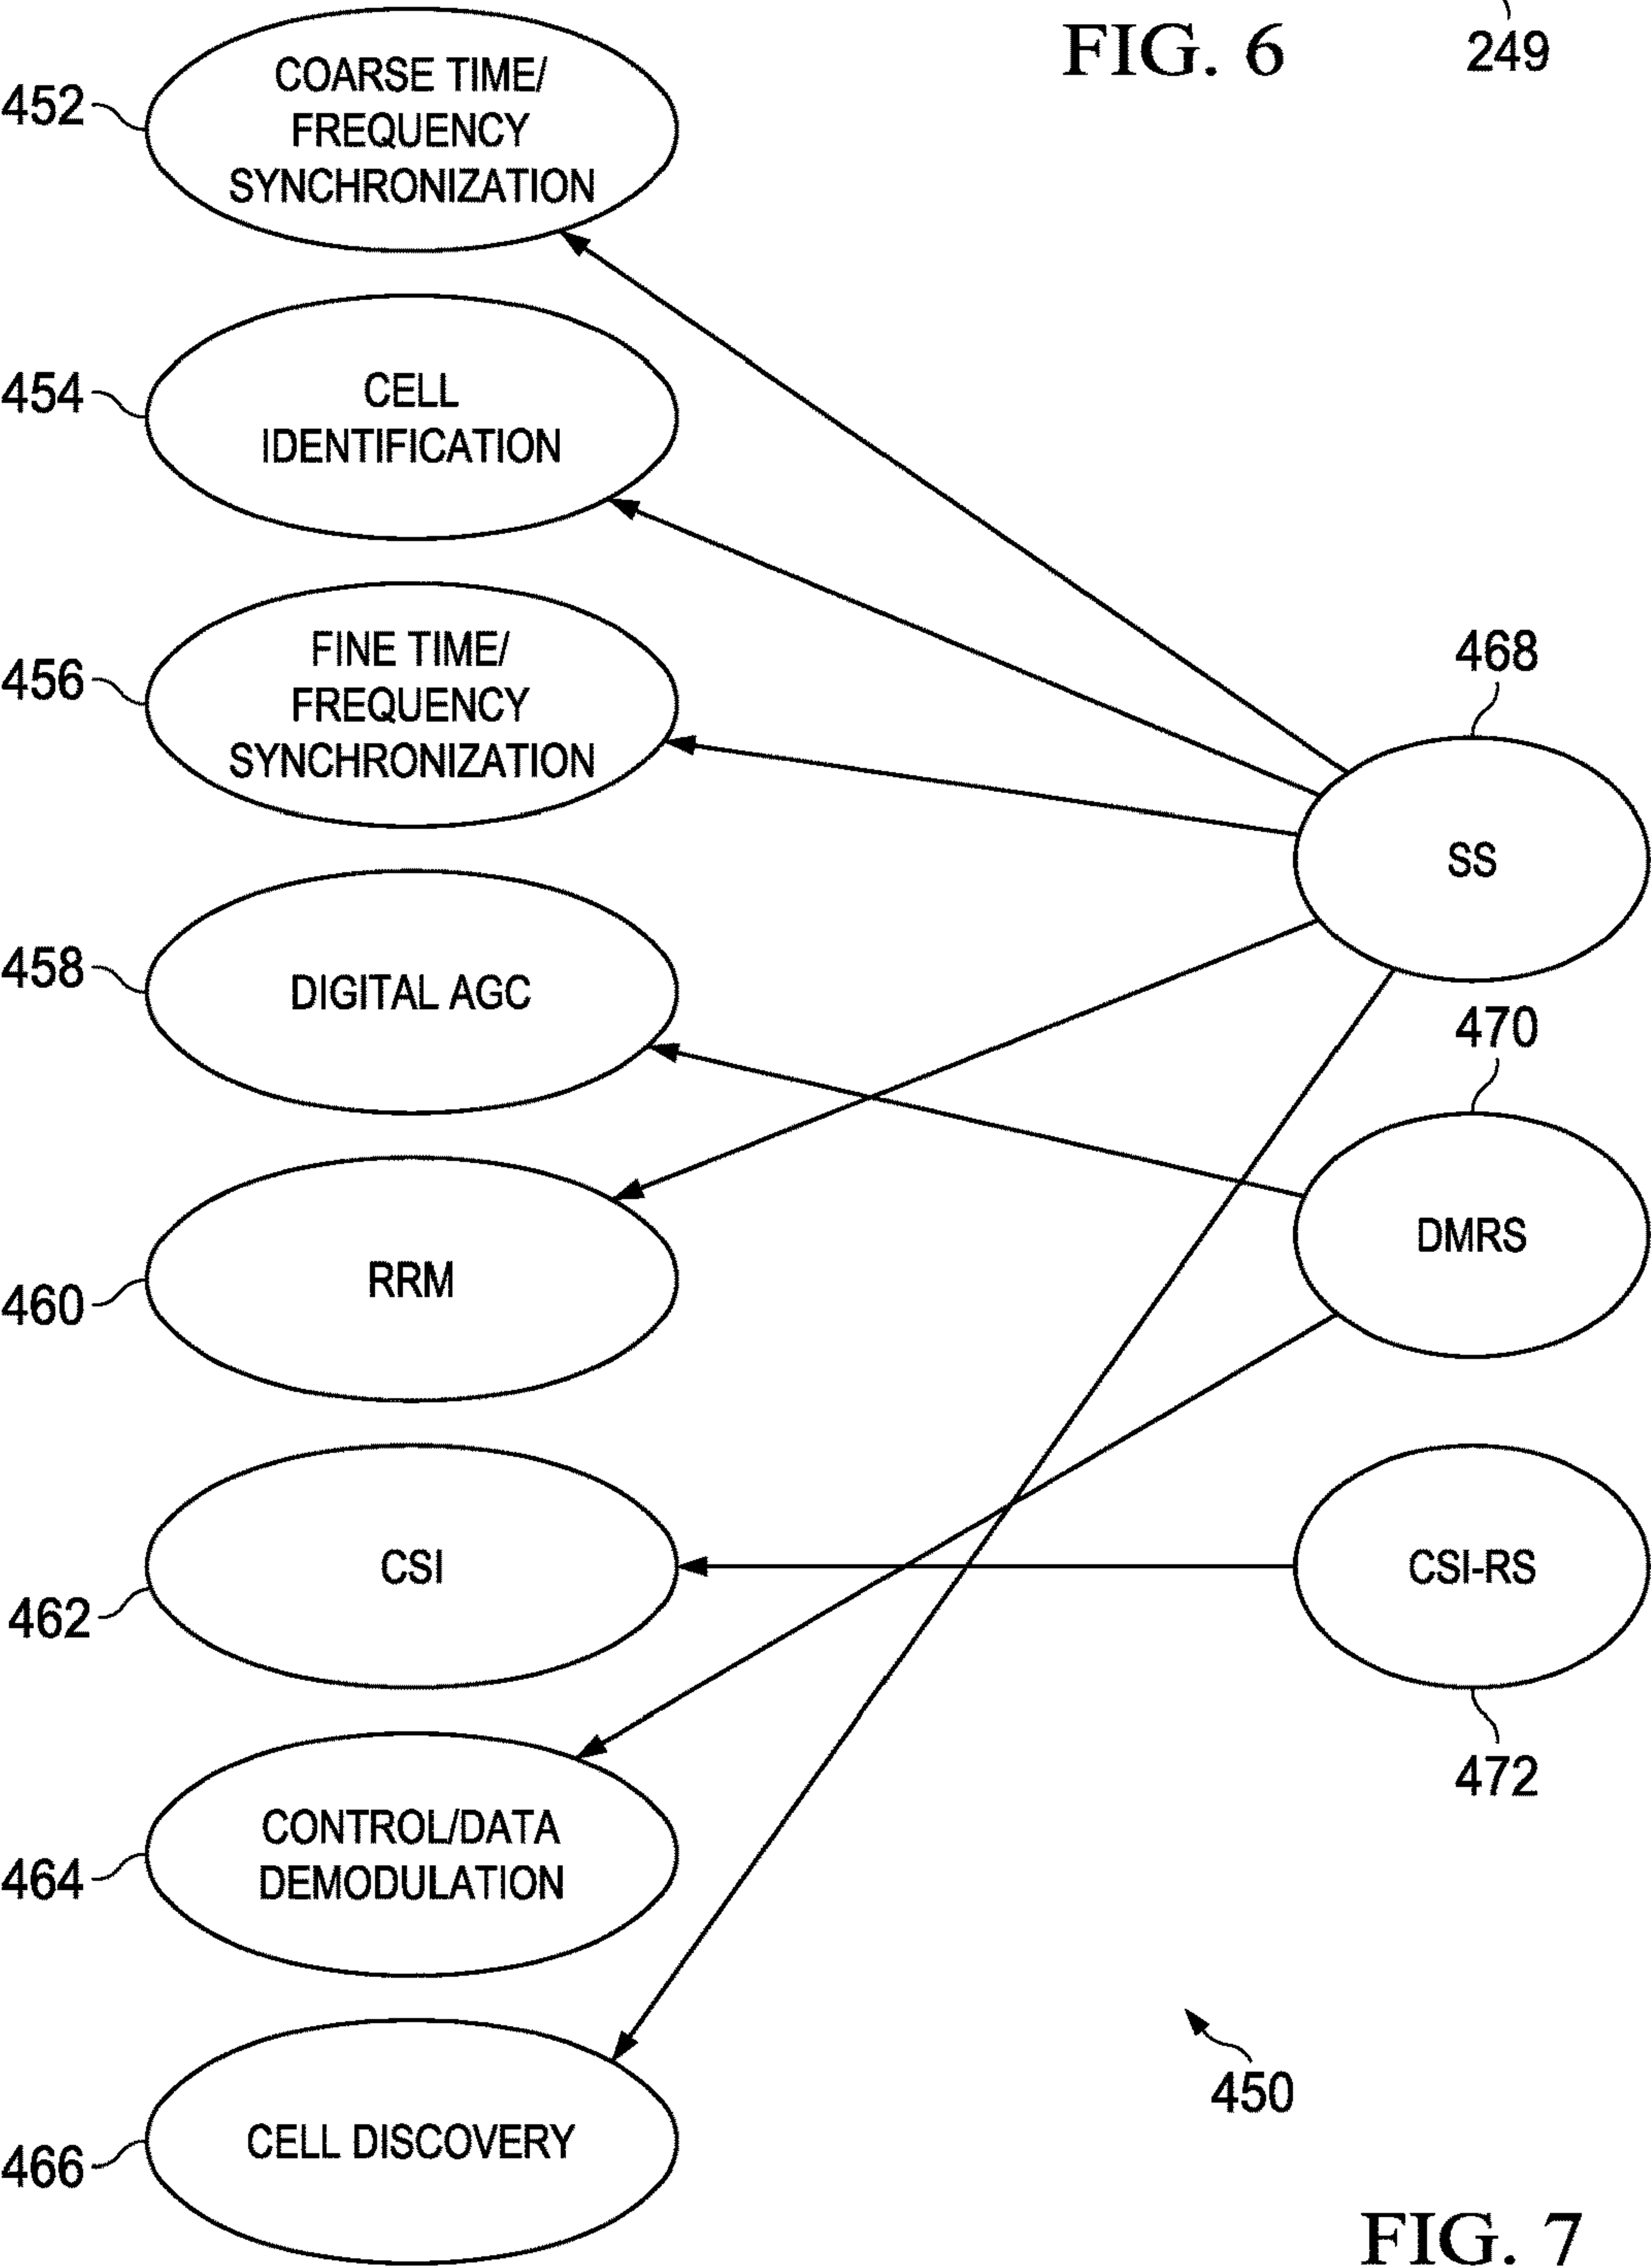 FIG. 6
249
452
COARSE TIME/
FREQUENCY
SYNCHRONIZATION
454
CELL
IDENTIFICATION
456
FINE TIME/
FREQUENCY
SYNCHRONIZATION
468
SS
458
DIGITAL AGC
470
DMRS
460
RRM
462
CSI
CSI-RS
472
464
CONTROL/DATA
DEMODULATION
450
466
CELL DISCOVERY
FIG. 7